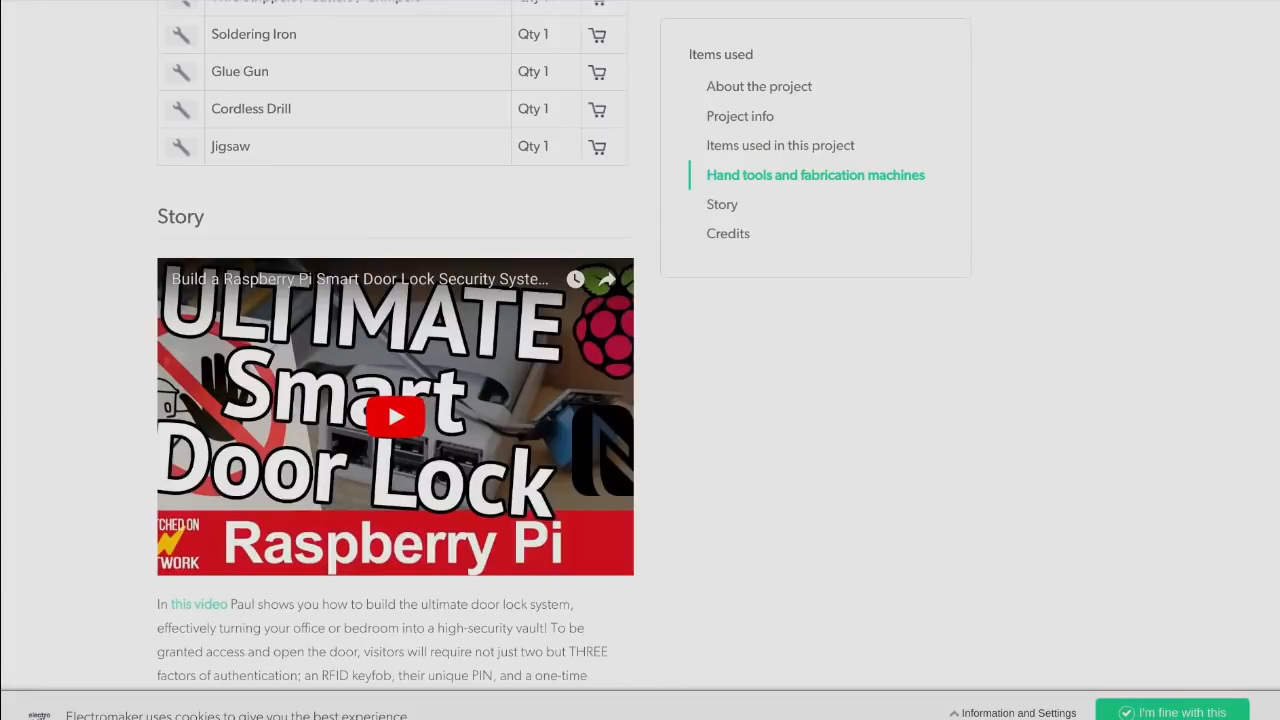 Soldering Iron Qty 1
Glue Gun Qty 1
Cordless Drill Qty 1
Jigsaw Qty 1
Items used
About the project
Project info
Items used in this project
Hand tools and fabrication machines
Story
Credits
Story
Build a Raspberry Pi Smart Door Lock Security Syste...
ULTIMATE
Smart
Door Lock
TCHED ON
TWORK
Raspberry Pi
In this video Paul shows you how to build the ultimate door lock system,
effectively turning your office or bedroom into a high-security vault! To be
granted access and open the door, visitors will require not just two but THREE
factors of authentication; an RFID keyfob, their unique PIN, and a one-time
electro
Electromaker uses cookies to give you the best experience
Information and Settings
I'm fine with this